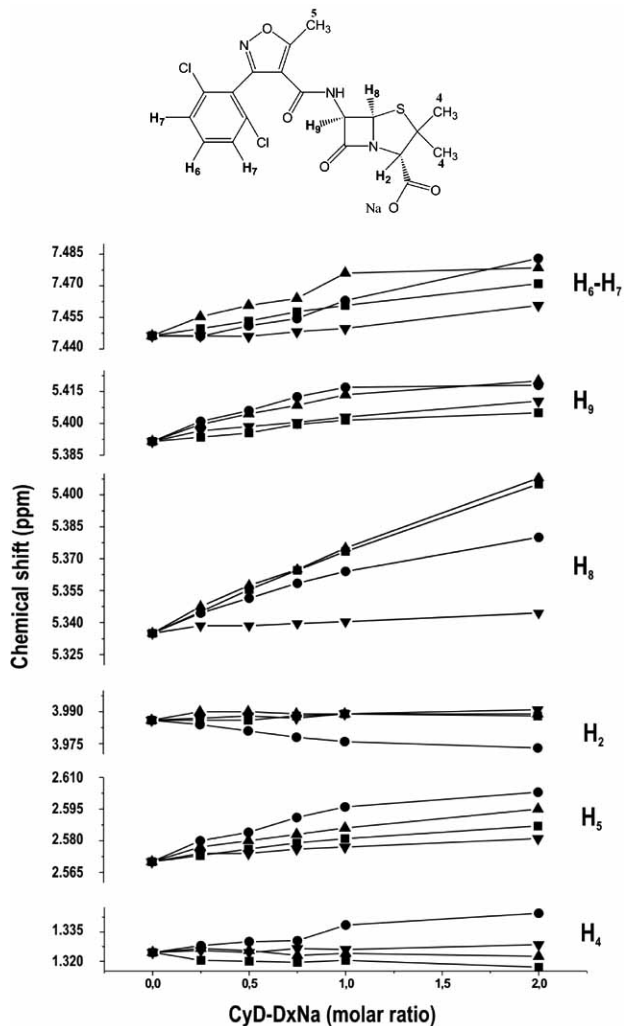 5
CH₃
O
N
Cl
NH
H₈
S
4
CH₃
H₇
O
H₉
Cl
CH₃
4
O
N
H₆
H₇
H₂
O
Na
O
7.485
7.470
7.455
7.440
H₆-H₇
5.415
5.400
5.385
H₉
5.400
5.385
5.370
5.355
5.340
5.325
H₈
3.990
3.975
H₂
2.610
2.595
2.580
2.565
H₅
1.335
1.320
H₄
Chemical shift (ppm)
0,0 0,5 1,0 1,5 2,0
CyD-DxNa (molar ratio)